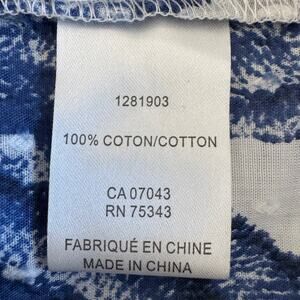 1281903
100% COTON/COTTON
CA 07043
RN 75343
FABRIQUÉ EN CHINE
MADE IN CHINA